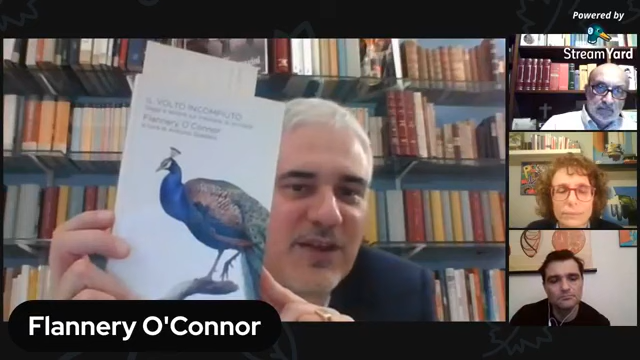 Powered by
StreamYard
IL VOLTO INCOMPIUTO
Flannery O'Connor
Flannery O'Connor